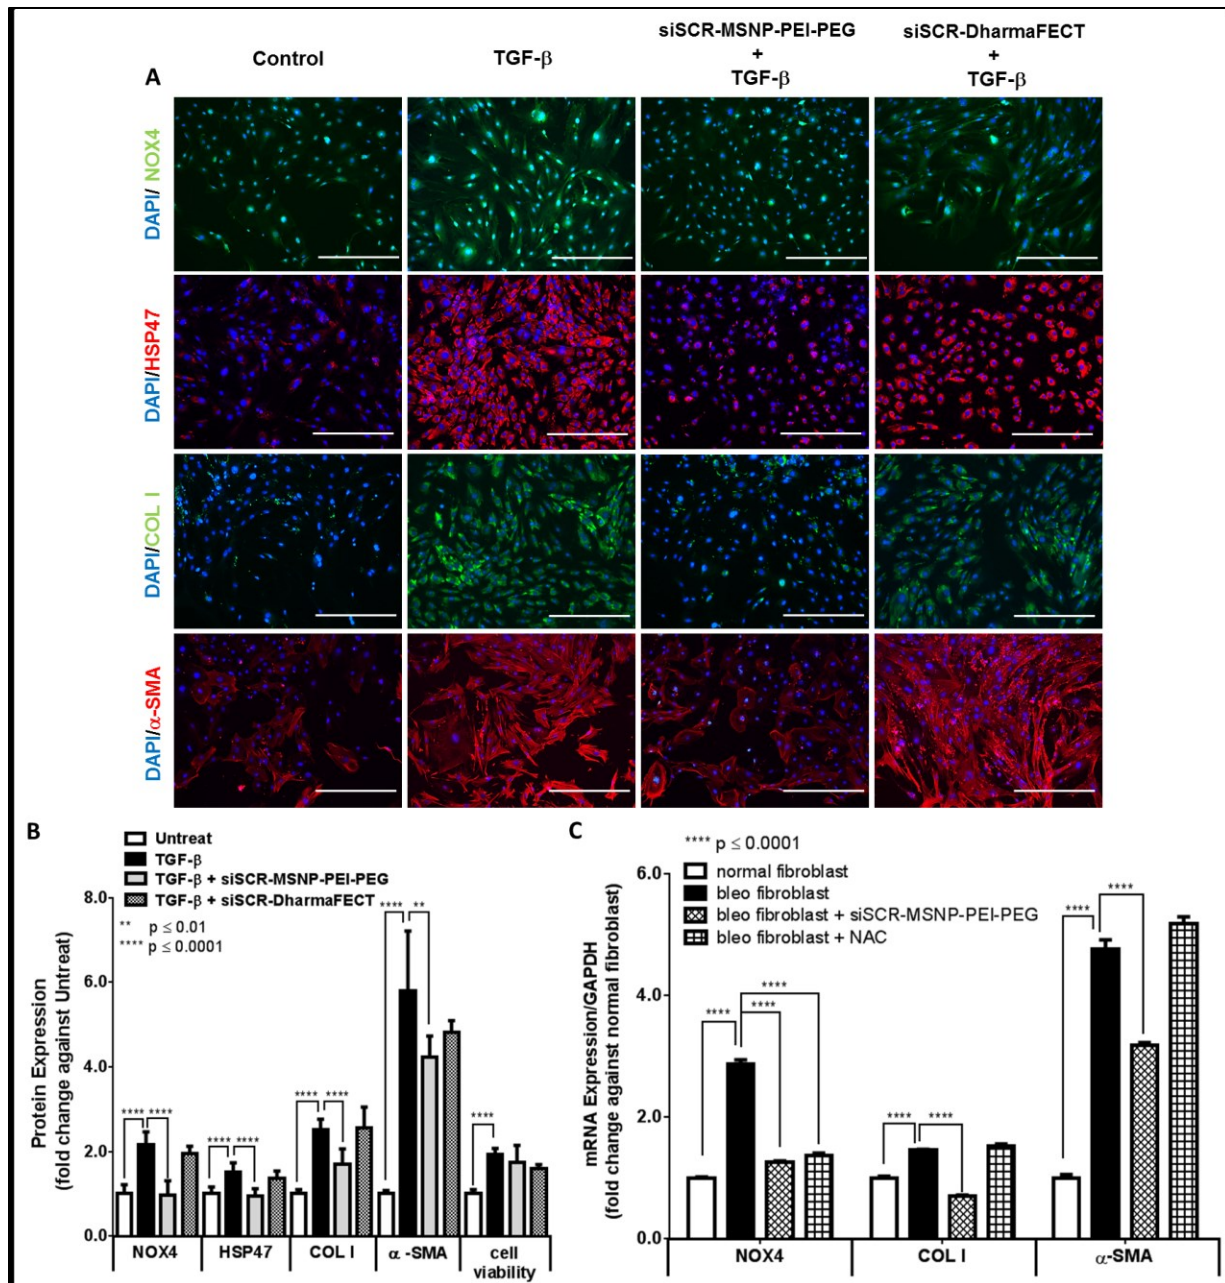 A
Control
TGF-β
siSCR-MSNP-PEI-PEG
+
TGF-β
siSCR-DharmaFECT
+
TGF-β
DAPI/ NOX4
DAPI/HSP47
DAPI/COL I
DAPI/α-SMA
B
Untreat
TGF-β
TGF-β + siSCR-MSNP-PEI-PEG
TGF-β + siSCR-DharmaFECT
** p ≤ 0.01
**** p ≤ 0.0001
Protein Expression
(fold change against Untreat)
8.0
6.0
4.0
2.0
0.0
**** ****
**** ****
**** ****
**** **
****
NOX4
HSP47
COL I
α -SMA
cell
viability
C
**** p ≤ 0.0001
normal fibroblast
bleo fibroblast
bleo fibroblast + siSCR-MSNP-PEI-PEG
bleo fibroblast + NAC
mRNA Expression/GAPDH
(fold change against normal fibroblast)
6.0
4.0
2.0
0.0
****
****
****
**** ****
****
****
NOX4
COL I
α-SMA